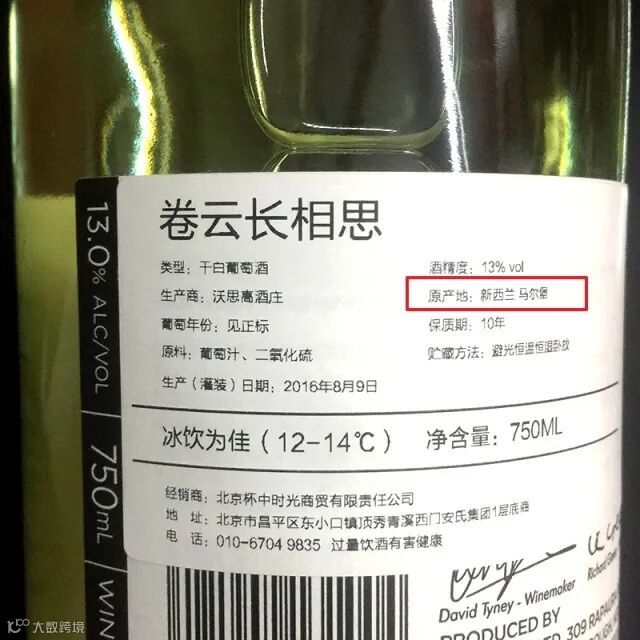 卷云长相思
类型：干白葡萄酒
酒精度：13% vol
生产商：沃思高酒庄
原产地：新西兰 马尔堡
葡萄年份：见正标
保质期：10年
原料：葡萄汁、二氧化硫
贮藏方法：避光恒温恒湿卧放
生产（灌装）日期：2016年8月9日
冰饮为佳（12-14℃） 净含量：750ML
经销商：北京杯中时光商贸有限责任公司
地 址：北京市昌平区东小口镇顶秀青溪西门安氏集团1层底商
电 话：010-6704 9835 过量饮酒有害健康
13.0% ALC/VOL
750mL
WIN
David Tyney - Winemaker
Richard
PRODUCED BY
LTD, 309 RAPAURA
大数跨境